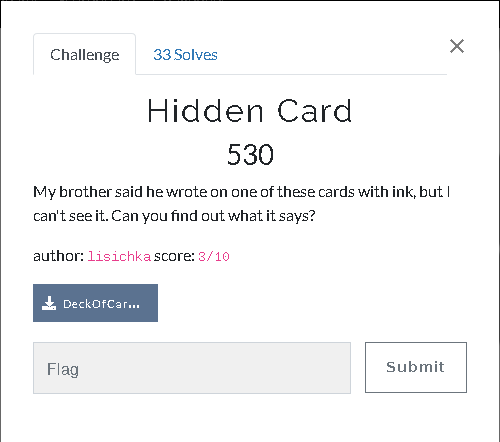 Challenge 33 Solves ×
Hidden Card
530
My brother said he wrote on one of these cards with ink, but I
can't see it. Can you find out what it says?
author: lisichka score: 3/10
DeckOfCar...
Flag Submit